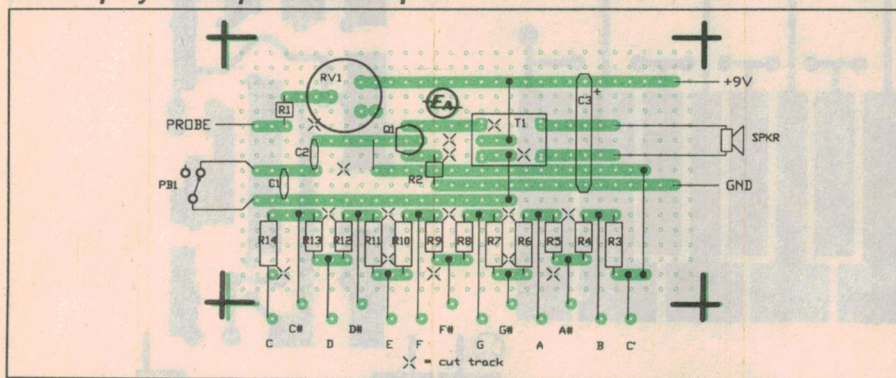 RV1
EA
+9V
R1
C3
+
T1
PROBE
Q1
SPKR
C2
PB1
C1
R2
GND
R14
R13
R12
R11
R10
R9
R8
R7
R6
R5
R4
R3
C#
D#
F#
G#
A#
C
D
E
F
G
A
B
C'
= cut track